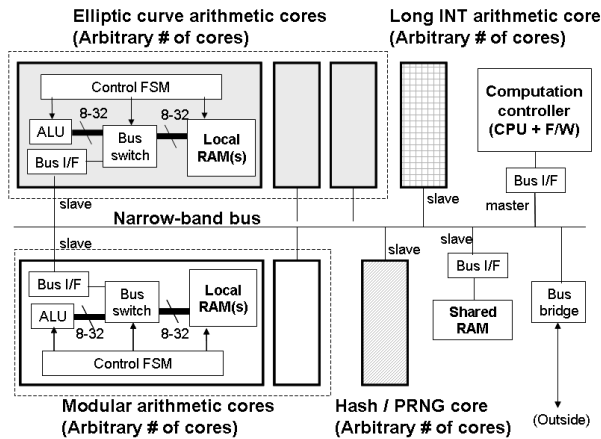 Elliptic curve arithmetic cores
(Arbitrary # of cores)
Long INT arithmetic core
(Arbitrary # of cores)
Control FSM
8-32
8-32
ALU
Bus
switch
Local
RAM(s)
Bus I/F
Computation
controller
(CPU + F/W)
Bus I/F
slave
slave
master
Narrow-band bus
slave
slave
slave
Bus I/F
Bus
switch
Local
RAM(s)
ALU
8-32
8-32
Control FSM
Bus I/F
Shared
RAM
Bus
bridge
Modular arithmetic cores
(Arbitrary # of cores)
Hash / PRNG core
(Arbitrary # of cores)
(Outside)